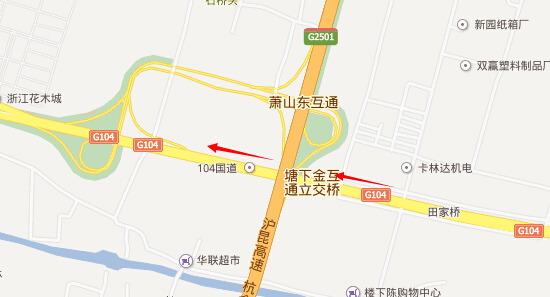 石桥头
新园纸箱厂
G2501
双赢塑料制品厂
浙江花木城
萧山东互通
G104
G104
104国道
卡林达机电
塘下金互
通立交桥
G104
田家桥
G104
沪昆高速
杭
华联超市
楼下陈购物中心